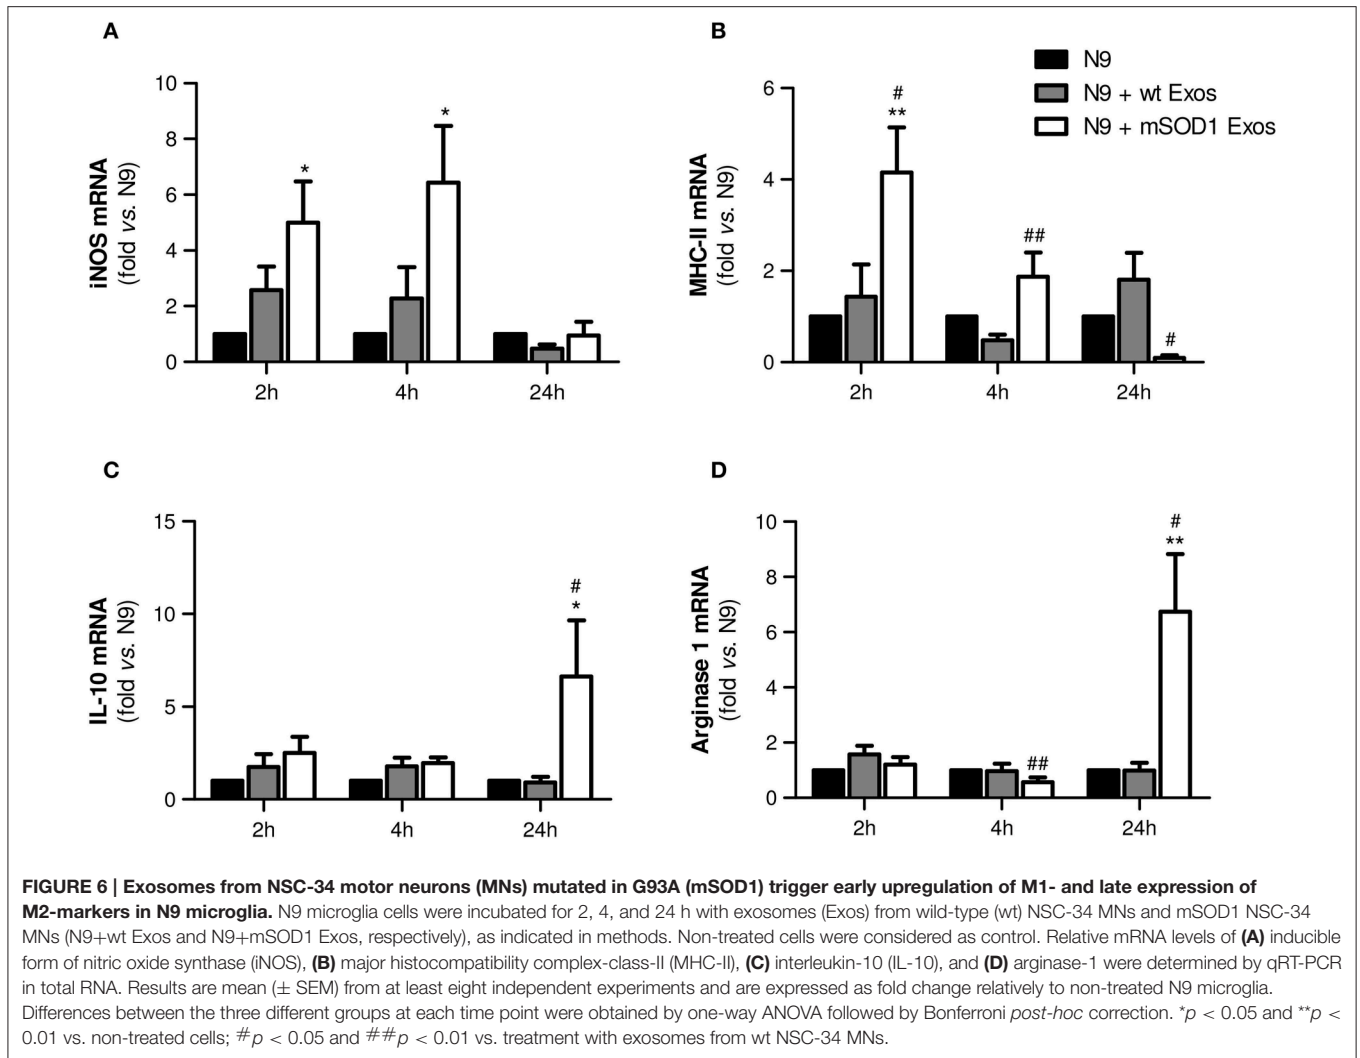 A
iNOS mRNA
(fold vs. N9)
10
8
6
4
2
0
*
*
2h
4h
24h
B
N9
N9 + wt Exos
N9 + mSOD1 Exos
MHC-II mRNA
(fold vs. N9)
6
4
2
0
#
**
##
#
2h
4h
24h
C
IL-10 mRNA
(fold vs. N9)
15
10
5
0
#
*
2h
4h
24h
D
Arginase 1 mRNA
(fold vs. N9)
10
8
6
4
2
0
##
#
**
2h
4h
24h
FIGURE 6 | Exosomes from NSC-34 motor neurons (MNs) mutated in G93A (mSOD1) trigger early upregulation of M1- and late expression of
M2-markers in N9 microglia. N9 microglia cells were incubated for 2, 4, and 24 h with exosomes (Exos) from wild-type (wt) NSC-34 MNs and mSOD1 NSC-34
MNs (N9+wt Exos and N9+mSOD1 Exos, respectively), as indicated in methods. Non-treated cells were considered as control. Relative mRNA levels of (A) inducible
form of nitric oxide synthase (iNOS), (B) major histocompatibility complex-class-II (MHC-II), (C) interleukin-10 (IL-10), and (D) arginase-1 were determined by qRT-PCR
in total RNA. Results are mean (± SEM) from at least eight independent experiments and are expressed as fold change relatively to non-treated N9 microglia.
Differences between the three different groups at each time point were obtained by one-way ANOVA followed by Bonferroni post-hoc correction. *p < 0.05 and **p <
0.01 vs. non-treated cells; #p < 0.05 and ##p < 0.01 vs. treatment with exosomes from wt NSC-34 MNs.